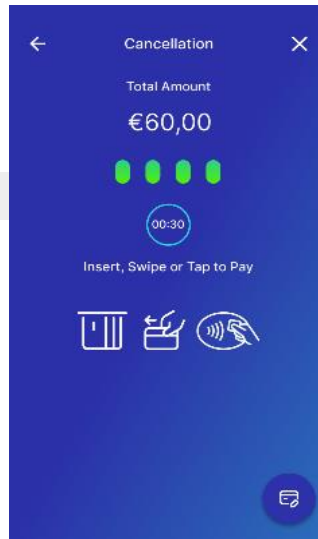 Cancellation
Total Amount
€60,00
00:30
Insert, Swipe or Tap to Pay